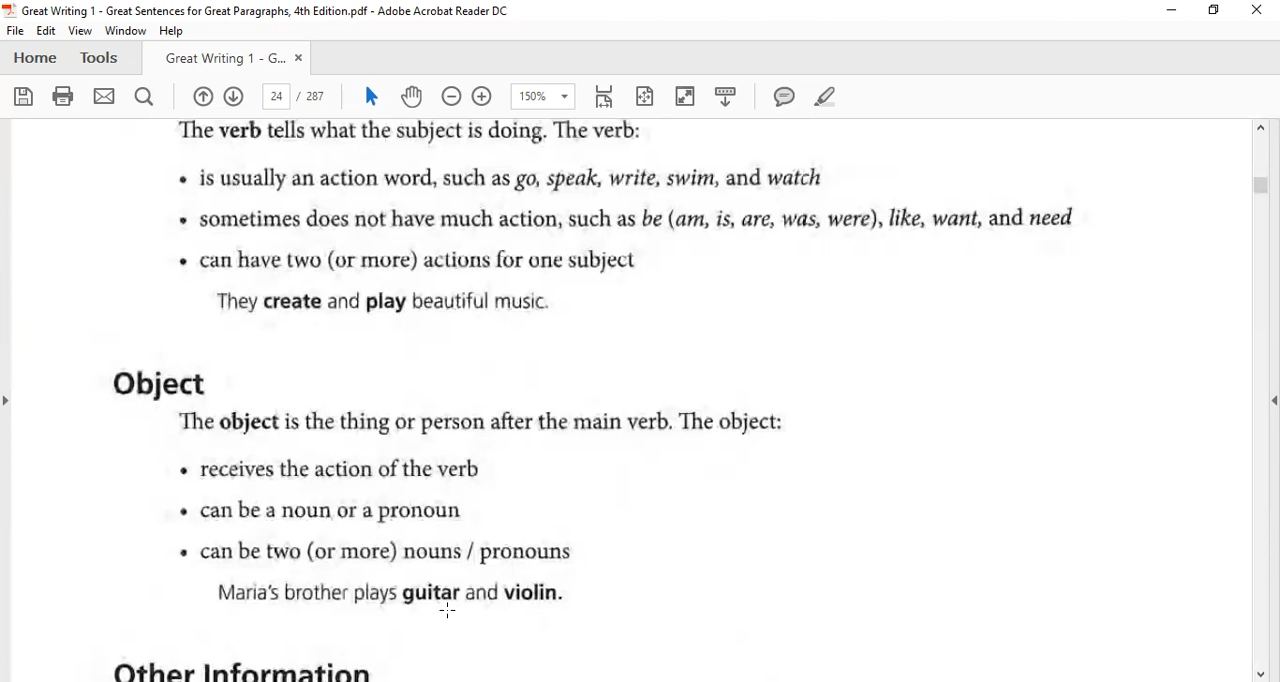 Great Writing 1 - Great Sentences for Great Paragraphs, 4th Edition.pdf - Adobe Acrobat Reader DC
File Edit View Window Help
Home Tools Great Writing 1 - G... ×
24 / 287 150%
The verb tells what the subject is doing. The verb:
• is usually an action word, such as go, speak, write, swim, and watch
• sometimes does not have much action, such as be (am, is, are, was, were), like, want, and need
• can have two (or more) actions for one subject
They create and play beautiful music.
Object
The object is the thing or person after the main verb. The object:
• receives the action of the verb
• can be a noun or a pronoun
• can be two (or more) nouns / pronouns
Maria's brother plays guitar and violin.
Other Information